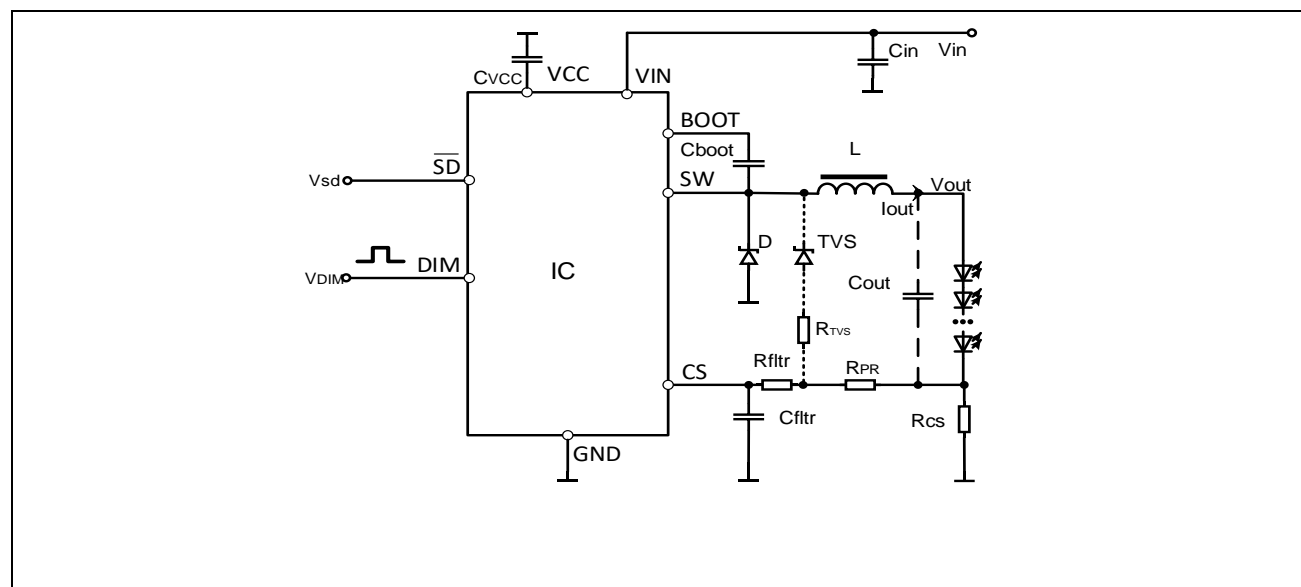 Cin
Vin
CVCC
VCC
VIN
BOOT
Cboot
L
SD
Vsd
SW
Vout
Iout
D
TVS
DIM
VDIM
IC
Cout
RTVS
Rfltr
RPR
CS
Cfltr
Rcs
GND